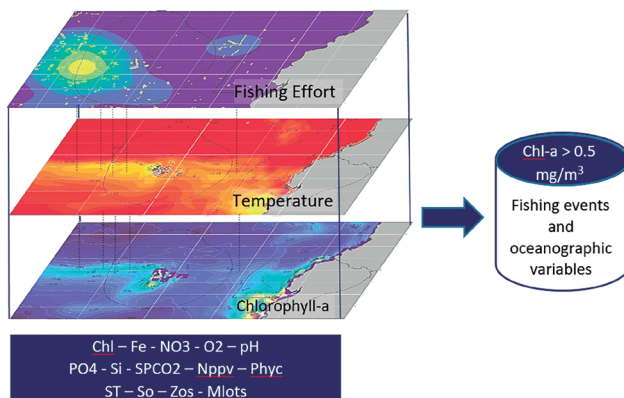 Fishing Effort
Temperature
Chlorophyll-a
Chl – Fe - NO3 - O2 – pH
PO4 - Si - SPCO2 – Nppv – Phyc
ST – So – Zos - Mlots
Chl-a > 0.5
mg/m³
Fishing events
and
oceanographic
variables